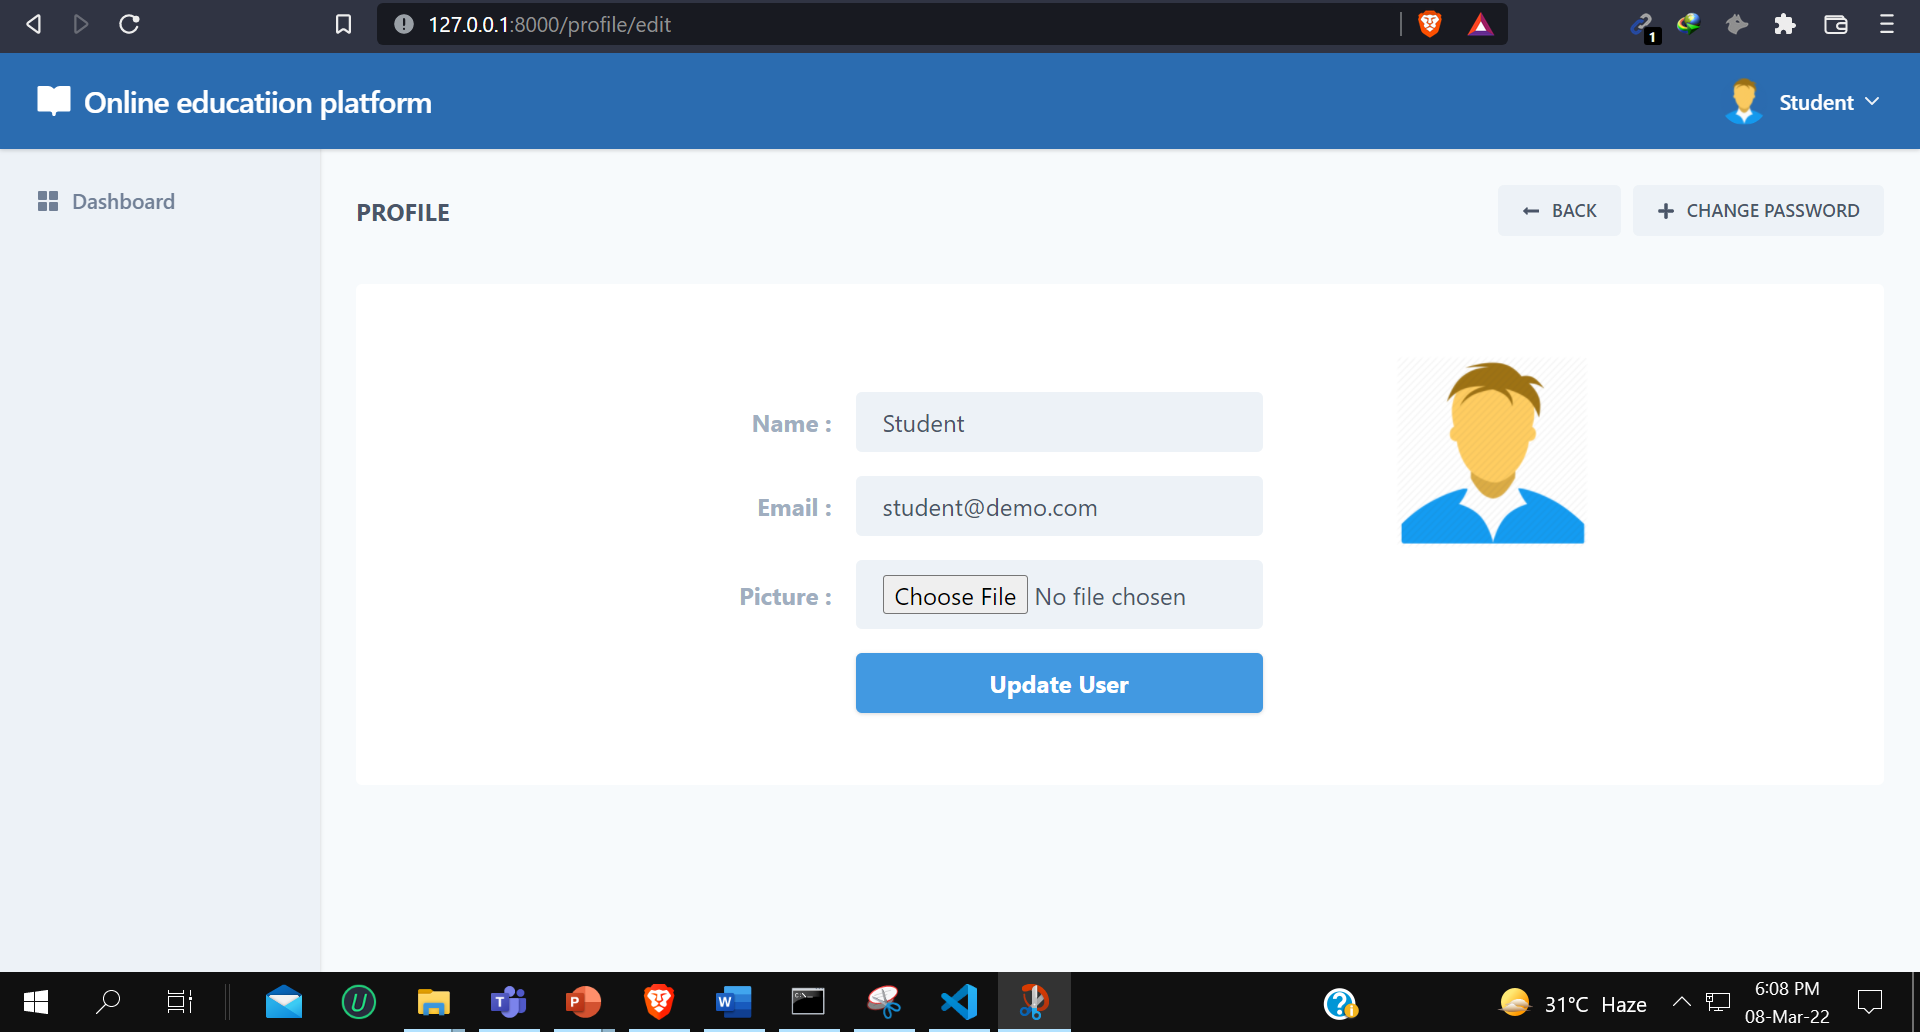 127.0.0.1:8000/profile/edit
1
Online educatiion platform
Student
Dashboard
PROFILE
BACK
CHANGE PASSWORD
Name :
Student
Email :
student@demo.com
Picture :
Choose File No file chosen
Update User
31°C Haze
6:08 PM
08-Mar-22